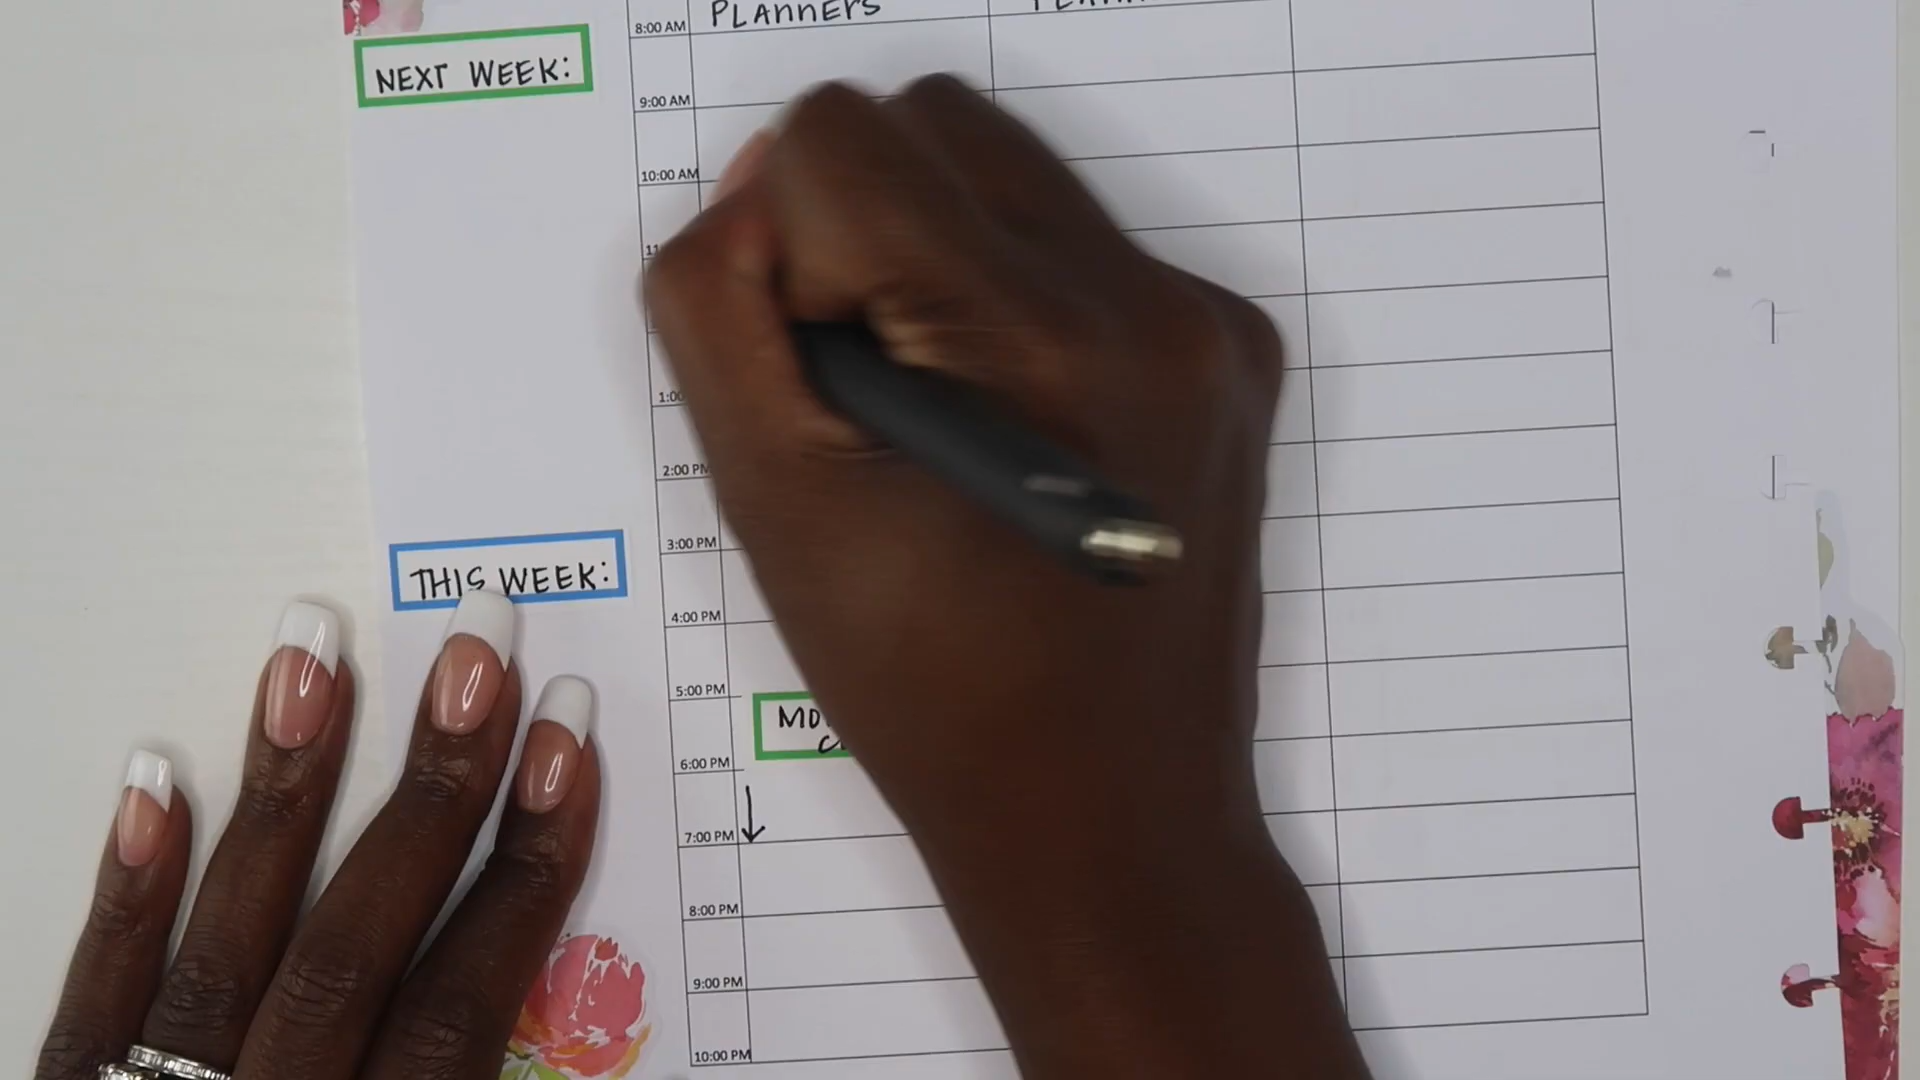 PLANNERS
8:00 AM
NEXT WEEK:
9:00 AM
10:00 AM
2:00 PM
3:00 PM
THIS WEEK:
4:00 PM
5:00 PM
6:00 PM
7:00 PM
8:00 PM
9:00 PM
10:00 PM